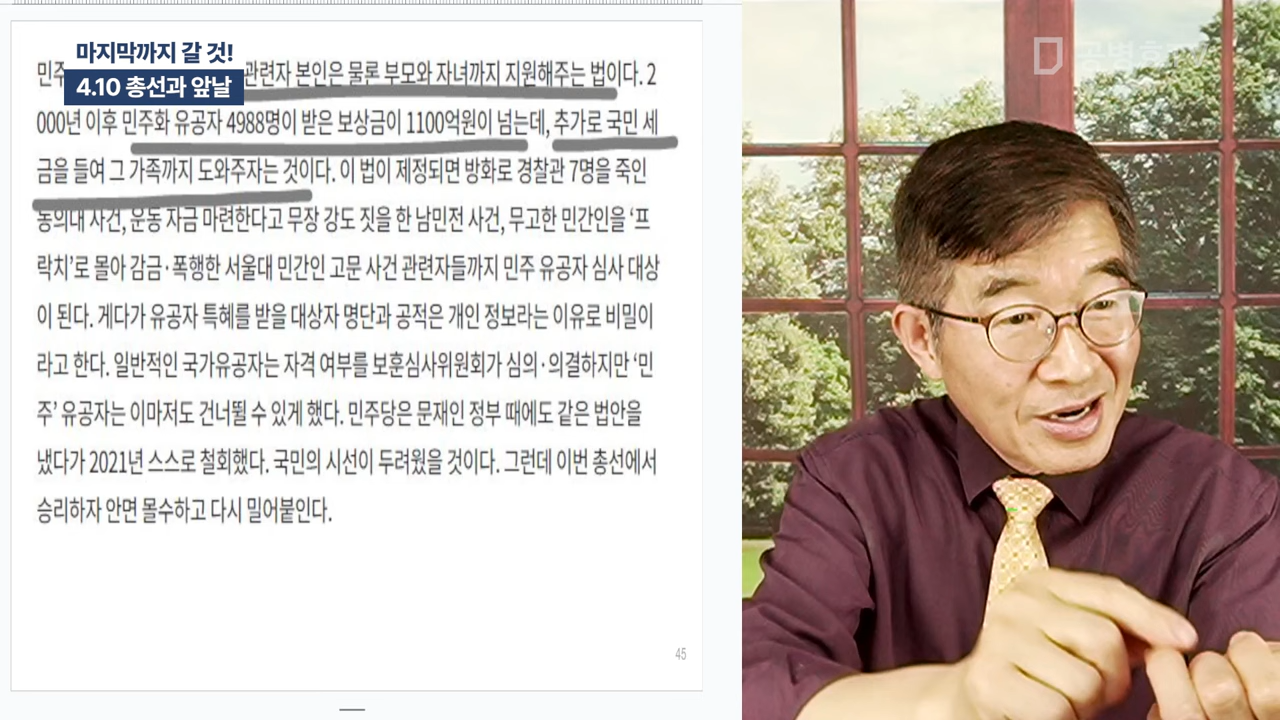 마지막까지 갈 것!
4.10 총선과 앞날
민주 관련자 본인은 물론 부모와 자녀까지 지원해주는 법이다. 2
000년 이후 민주화 유공자 4988명이 받은 보상금이 1100억원이 넘는데, 추가로 국민 세
금을 들여 그 가족까지 도와주자는 것이다. 이 법이 제정되면 방화로 경찰관 7명을 죽인
동의대 사건, 운동 자금 마련한다고 무장 강도 짓을 한 남민전 사건, 무고한 민간인을 ‘프
락치’로 몰아 감금·폭행한 서울대 민간인 고문 사건 관련자들까지 민주 유공자 심사 대상
이 된다. 게다가 유공자 특혜를 받을 대상자 명단과 공적은 개인 정보라는 이유로 비밀이
라고 한다. 일반적인 국가유공자는 자격 여부를 보훈심사위원회가 심의·의결하지만 ‘민
주’ 유공자는 이마저도 건너뛸 수 있게 했다. 민주당은 문재인 정부 때에도 같은 법안을
냈다가 2021년 스스로 철회했다. 국민의 시선이 두려웠을 것이다. 그런데 이번 총선에서
승리하자 안면 몰수하고 다시 밀어붙인다.
45
공병호TV